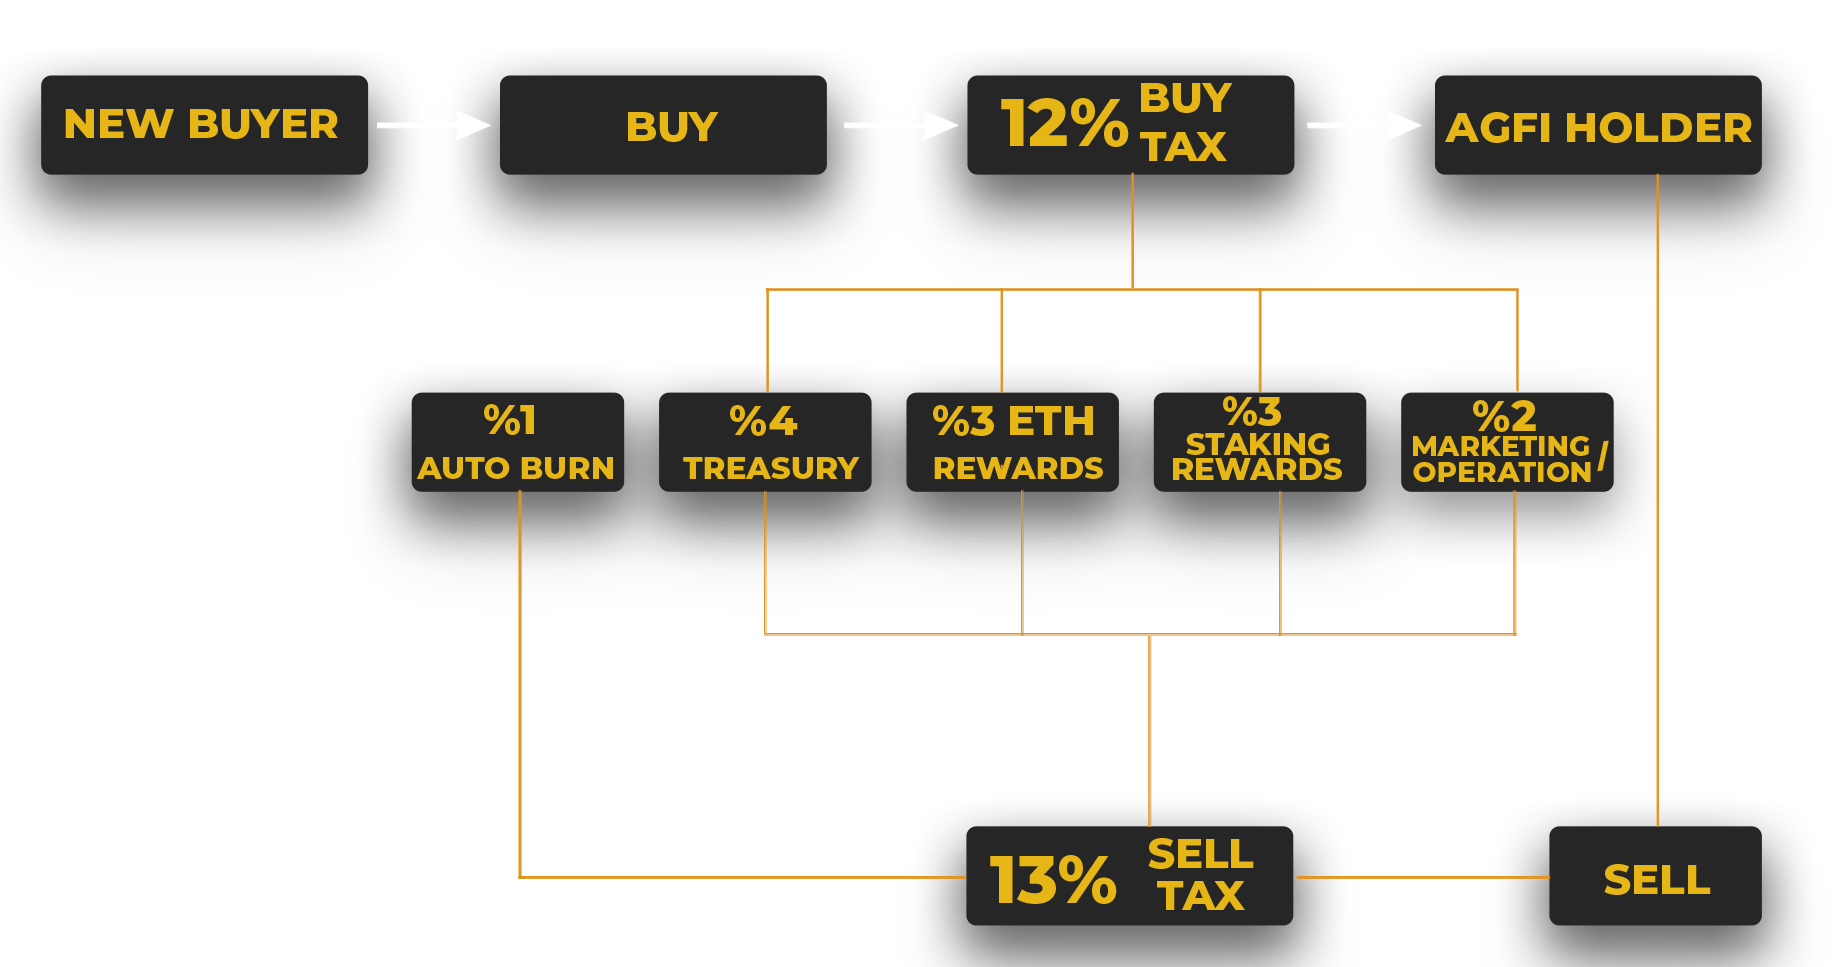 NEW BUYER
BUY
12% BUY
TAX
AGFI HOLDER
%1
AUTO BURN
%4
TREASURY
%3 ETH
REWARDS
%3
STAKING
REWARDS
%2
MARKETING /
OPERATION
13% SELL
TAX
SELL